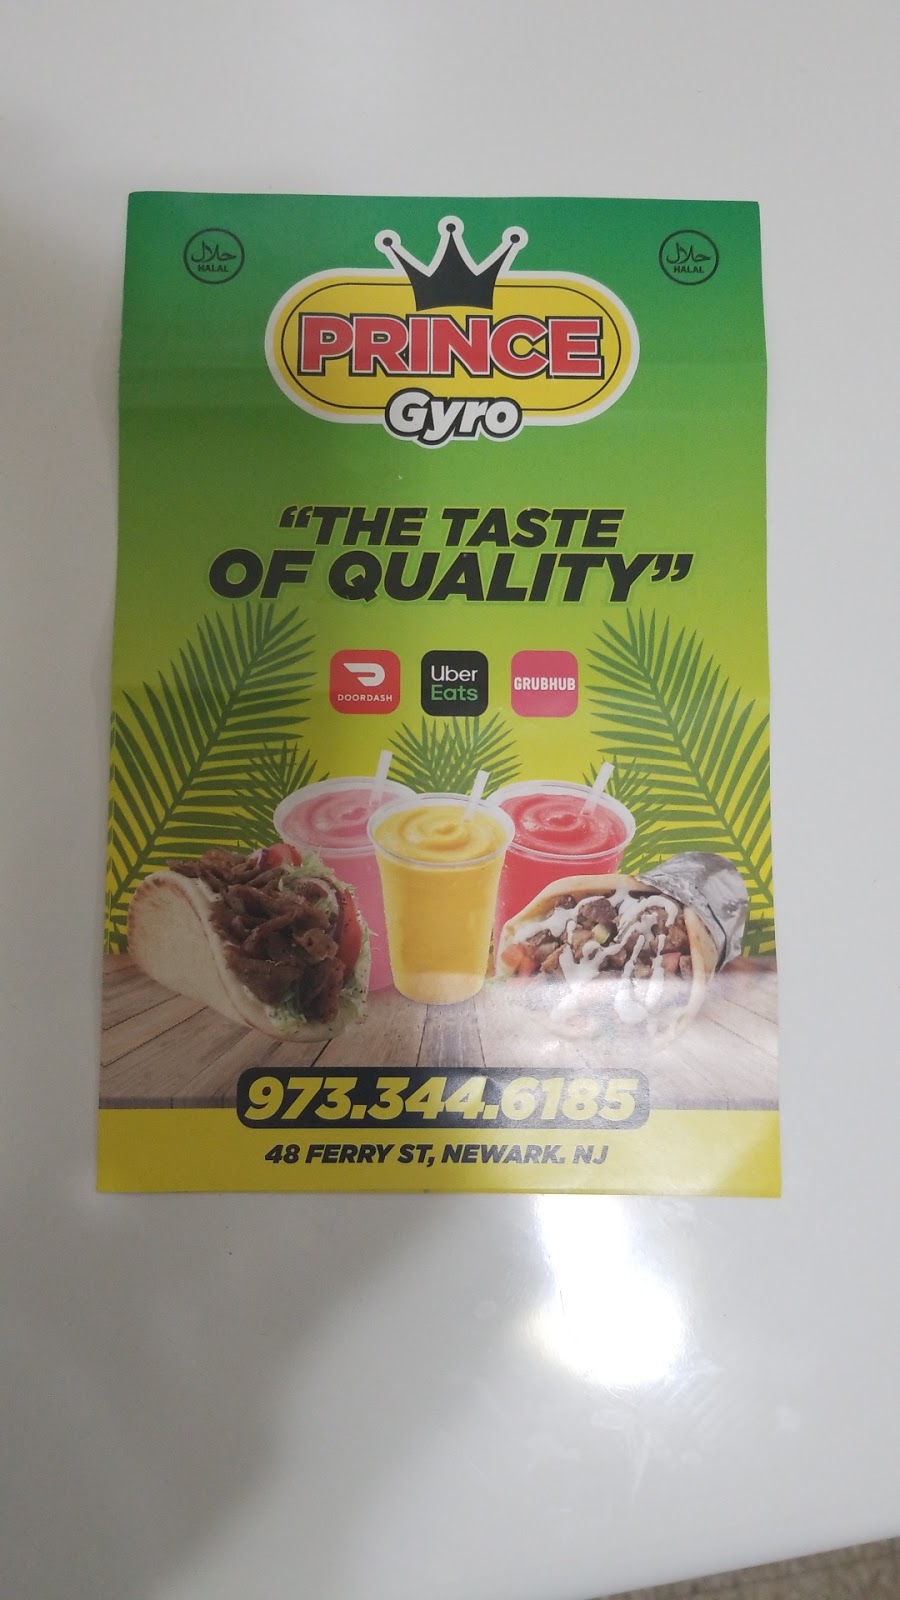 حلال
HALAL
حلال
HALAL
PRINCE
Gyro
“THE TASTE
OF QUALITY”
DOORDASH
Uber
Eats
GRUBHUB
973.344.6185
48 FERRY ST, NEWARK. NJ